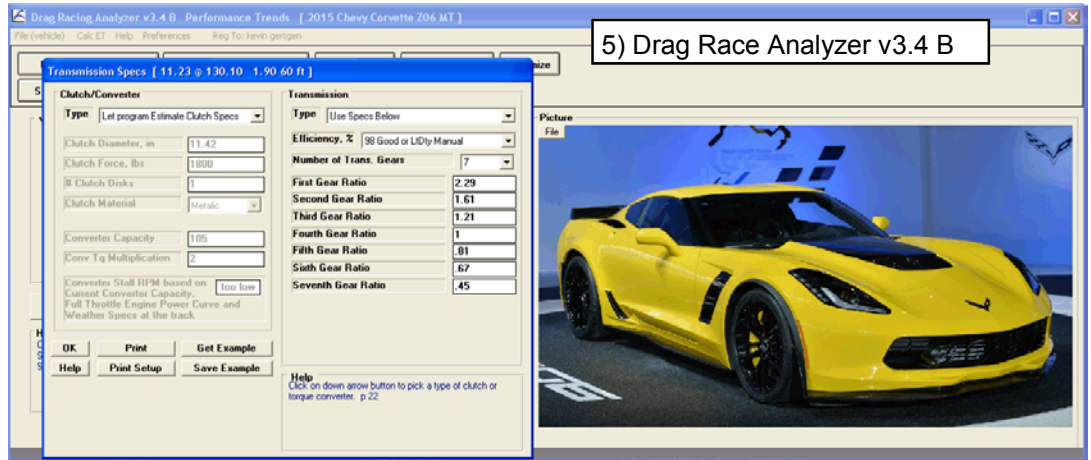 Drag Racing Analyzer v3.4 B Performance Trends [ 2015 Chevy Corvette Z06 MT ]
File (vehicle) Calc ET Help Preferences Reg To: kevin gertgen
5) Drag Race Analyzer v3.4 B
Transmission Specs [ 11.23 @ 130.10 1.90 60 ft ]
Clutch/Converter
Type Let program Estimate Clutch Specs
Clutch Diameter, in 11.42
Clutch Force, lbs 1800
# Clutch Disks 1
Clutch Material Metalic
Converter Capacity 105
Conv Tq Multiplication 2
Converter Stall RPM based on too low
Current Converter Capacity,
Full Throttle Engine Power Curve and
Weather Specs at the track
OK Print Get Example
Help Print Setup Save Example
Transmission
Type Use Specs Below
Efficiency, % 98 Good or LtDty Manual
Number of Trans. Gears 7
First Gear Ratio 2.29
Second Gear Ratio 1.61
Third Gear Ratio 1.21
Fourth Gear Ratio 1
Fifth Gear Ratio .81
Sixth Gear Ratio .67
Seventh Gear Ratio .45
Help
Click on down arrow button to pick a type of clutch or
torque converter. p 22
Picture
File